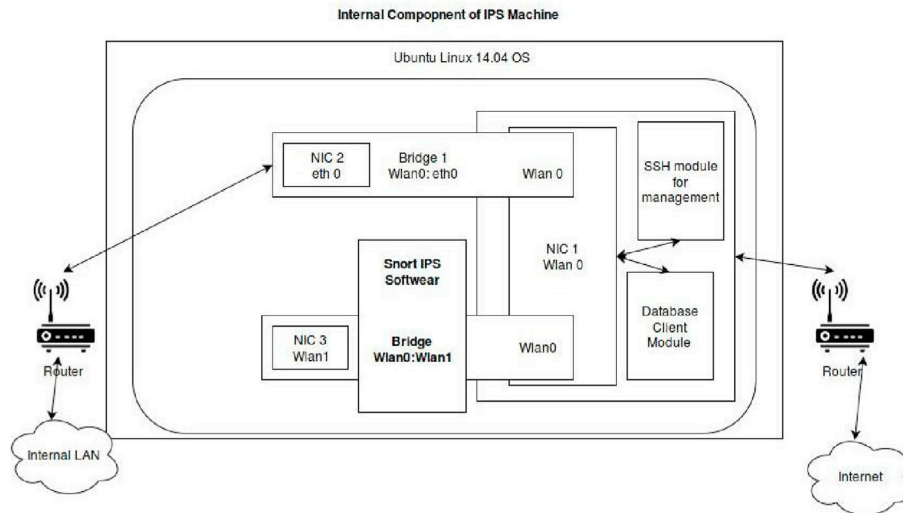 Internal Compopnent of IPS Machine
Ubuntu Linux 14.04 OS
NIC 2
eth 0
Bridge 1
Wlan0: eth0
Wlan 0
SSH module
for
management
NIC 1
Wlan 0
Snort IPS
Softwear
Bridge
Wlan0:Wlan1
NIC 3
Wlan1
Wlan0
Database
Client
Module
Router
Router
Internal LAN
Internet